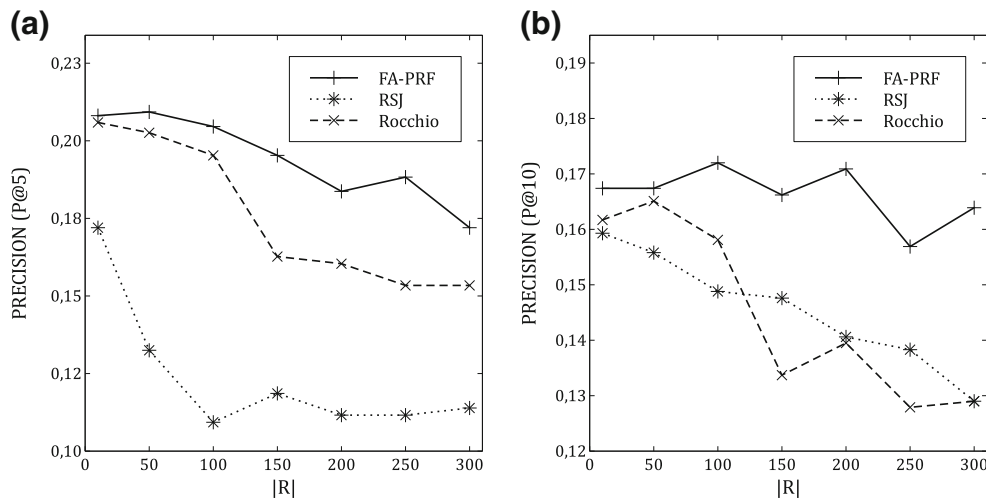 (a)
PRECISION (P@5)
0,23
0,20
0,18
0,15
0,12
0,10
0 50 100 150 200 250 300
|R|
FA-PRF
RSJ
Rocchio
(b)
PRECISION (P@10)
0,19
0,19
0,18
0,17
0,16
0,15
0,14
0,13
0,12
0 50 100 150 200 250 300
|R|
FA-PRF
RSJ
Rocchio